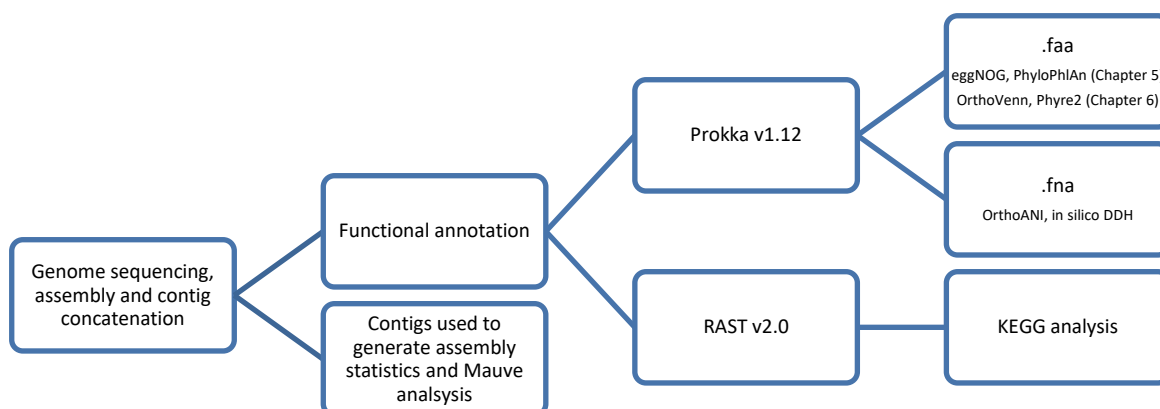 Genome sequencing,
assembly and contig
concatenation
Functional annotation
Contigs used to
generate assembly
statistics and Mauve
analsysis
Prokka v1.12
RAST v2.0
.faa
eggNOG, PhyloPhlAn (Chapter 5)
OrthoVenn, Phyre2 (Chapter 6)
.fna
OrthoANI, in silico DDH
KEGG analysis